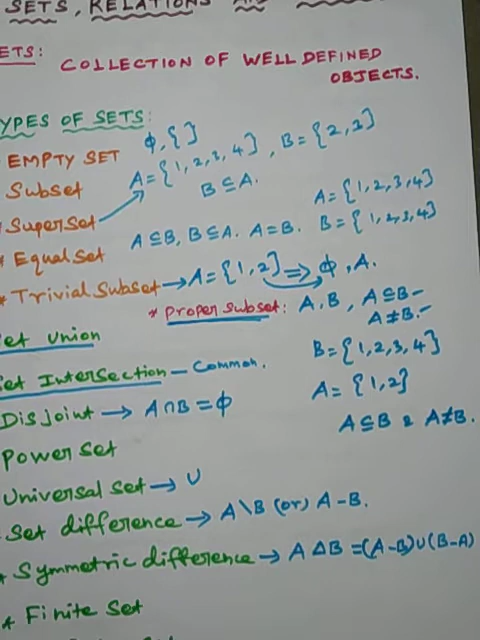 SETS, RELATIONS
ETS: COLLECTION OF WELL DEFINED
OBJECTS.
YPES OF SETS:
EMPTY SET ϕ, { }
Subset A={1,2,3,4}, B={2,3}
B⊆A.
* Superset
A={1,2,3,4}
* Equal Set A⊆B, B⊆A. A=B. B={1,2,3,4}
* Trivial Subset → A={1,2} ⇒ ϕ, A.
* Proper subset: A,B, A⊆B-
A≠B.-
et Union
B={1,2,3,4}
et Intersection - Common.
A={1,2}
Disjoint → A∩B=ϕ
A⊆B & A≠B.
Power Set
Universal Set → U
Set difference → A\B (or) A-B.
* Symmetric difference → A Δ B =(A-B)∪(B-A)
* Finite Set